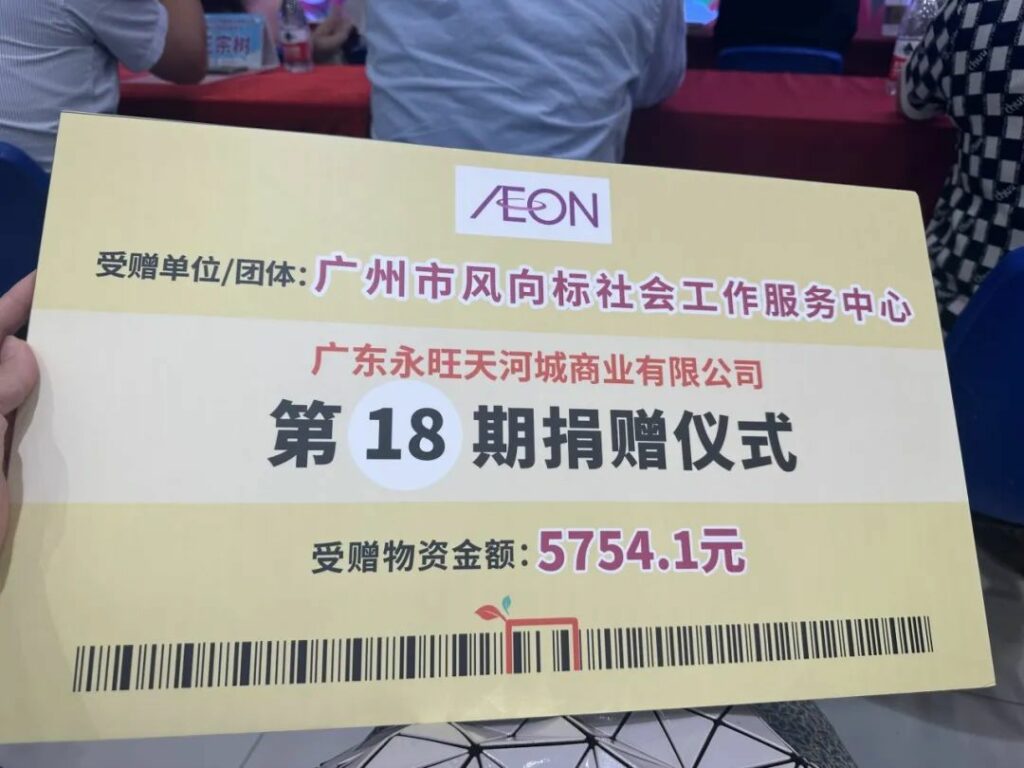 ÆON
受赠单位/团体:广州市风向标社会工作服务中心
广东永旺天河城商业有限公司
第18期捐赠仪式
受赠物资金额:5754.1元